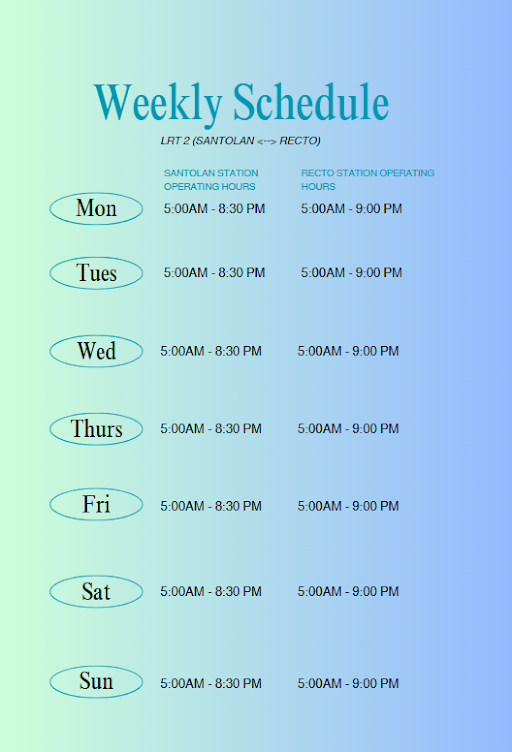 Weekly Schedule
LRT 2 (SANTOLAN <--> RECTO)
SANTOLAN STATION OPERATING HOURS
RECTO STATION OPERATING HOURS
Mon 5:00AM - 8:30 PM 5:00AM - 9:00 PM
Tues 5:00AM - 8:30 PM 5:00AM - 9:00 PM
Wed 5:00AM - 8:30 PM 5:00AM - 9:00 PM
Thurs 5:00AM - 8:30 PM 5:00AM - 9:00 PM
Fri 5:00AM - 8:30 PM 5:00AM - 9:00 PM
Sat 5:00AM - 8:30 PM 5:00AM - 9:00 PM
Sun 5:00AM - 8:30 PM 5:00AM - 9:00 PM